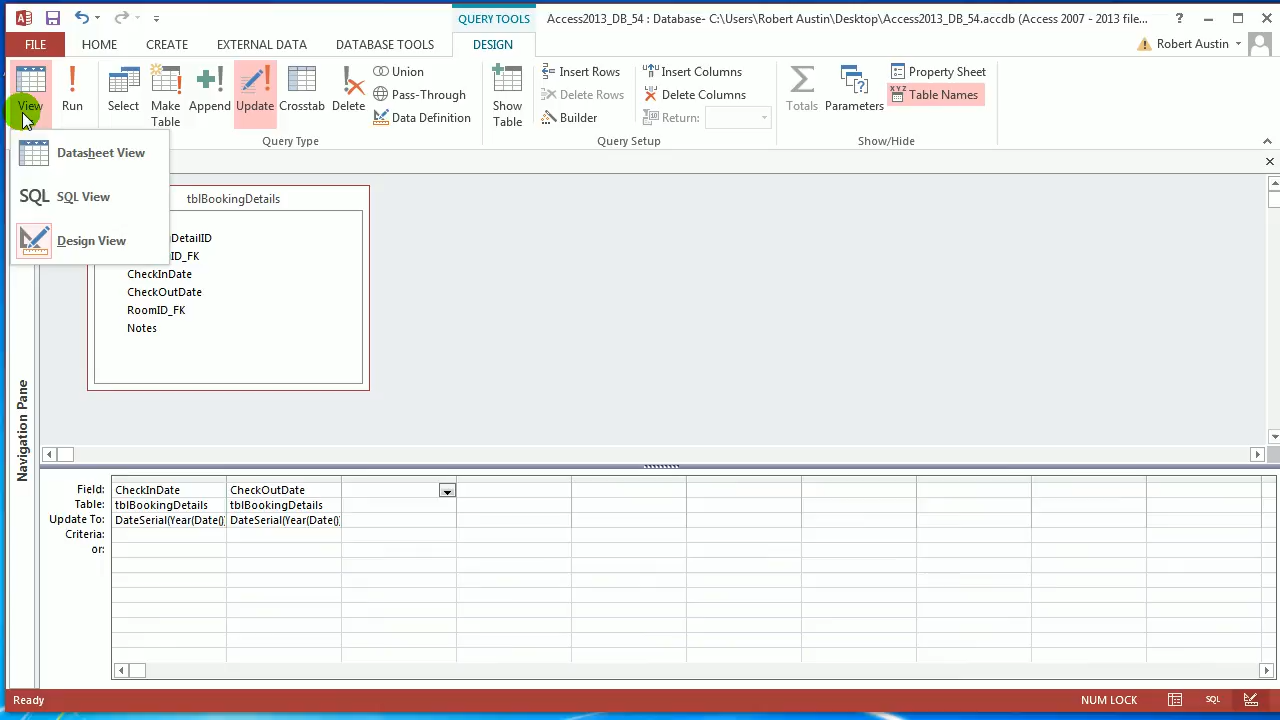 QUERY TOOLS
Access2013_DB_54 : Database- C:\Users\Robert Austin\Desktop\Access2013_DB_54.accdb (Access 2007 - 2013 file...
?
FILE
HOME
CREATE
EXTERNAL DATA
DATABASE TOOLS
DESIGN
Robert Austin
View
Run
Select
Make
Table
Append
Update
Crosstab
Delete
Union
Pass-Through
Data Definition
Query Type
Show
Table
Insert Rows
Delete Rows
Builder
Insert Columns
Delete Columns
Return:
Query Setup
Totals
Parameters
Property Sheet
XYZ
Table Names
Show/Hide
Datasheet View
SQL SQL View
Design View
tblBookingDetails
DetailID
ID_FK
CheckInDate
CheckOutDate
RoomID_FK
Notes
Navigation Pane
Field: CheckInDate CheckOutDate
Table: tblBookingDetails tblBookingDetails
Update To: DateSerial(Year(Date() DateSerial(Year(Date()
Criteria:
or:
Ready
NUM LOCK
SQL